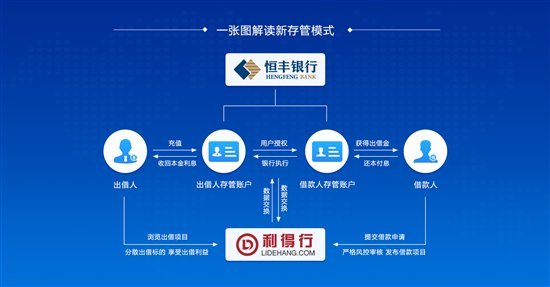 一张图解读新存管模式
恒丰银行
HENGFENG BANK
充值
收回本金利息
用户授权
银行执行
获得出借金
还本付息
出借人
出借人存管账户
借款人存管账户
借款人
数据交换
数据交换
浏览出借项目
分散出借标的 享受出借利益
利得行
LIDEHANG.COM
提交借款申请
严格风控审核 发布借款项目